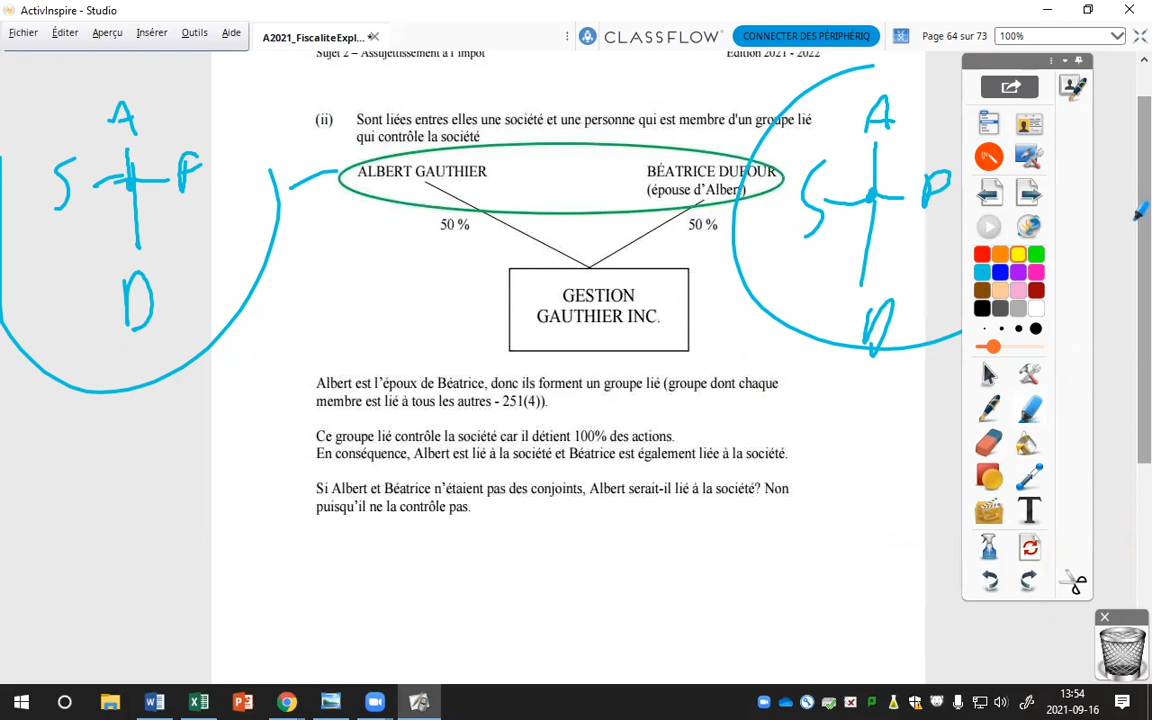 ActivInspire - Studio
Fichier Éditer Aperçu Insérer Outils Aide
A2021_FiscaliteExpl...
CLASSFLOW
CONNECTER DES PÉRIPHÉRIQ
Page 64 sur 73
100%
Sujet 2 – Assujettissement à l'impôt
Édition 2021 - 2022
(ii) Sont liées entres elles une société et une personne qui est membre d'un groupe lié
qui contrôle la société
ALBERT GAUTHIER
BÉATRICE DUFOUR
(épouse d'Albert)
50 %
50 %
GESTION
GAUTHIER INC.
A
S
F
D
A
S
P
D
Albert est l'époux de Béatrice, donc ils forment un groupe lié (groupe dont chaque
membre est lié à tous les autres - 251(4)).
Ce groupe lié contrôle la société car il détient 100% des actions.
En conséquence, Albert est lié à la société et Béatrice est également liée à la société.
Si Albert et Béatrice n'étaient pas des conjoints, Albert serait-il lié à la société? Non
puisqu'il ne la contrôle pas.
13:54
2021-09-16